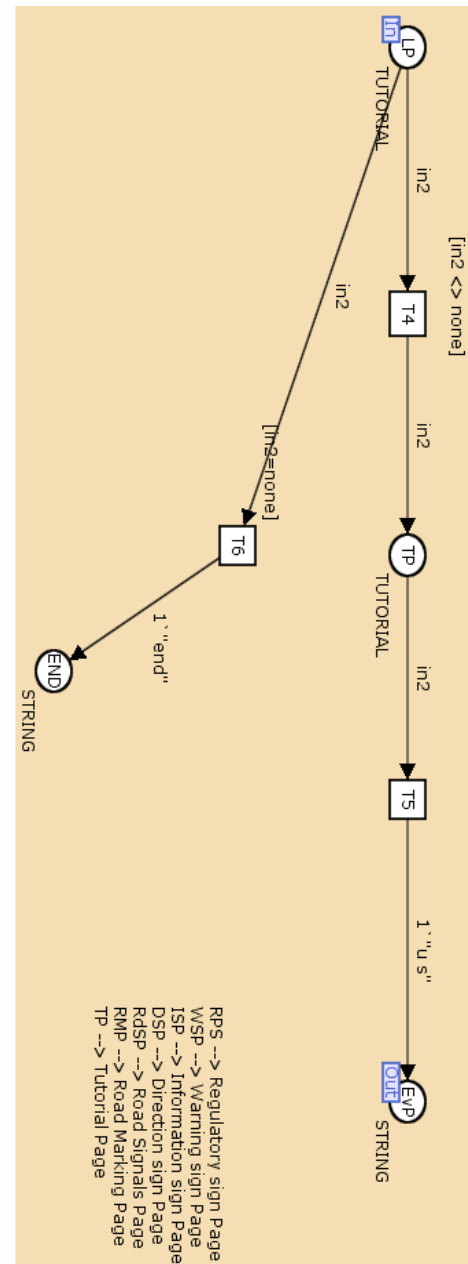 In
LP
TUTORIAL
in2
[in2 <> none]
T4
in2
TP
TUTORIAL
in2
T5
1`"u s"
Out
EvP
STRING
in2
[in2=none]
T6
1`"end"
END
STRING
RPS --> Regulatory sign Page
WSP --> Warning sign Page
ISP --> Information sign Page
DSP --> Direction sign Page
RdSP --> Road Signals Page
RMP --> Road Marking Page
TP --> Tutorial Page